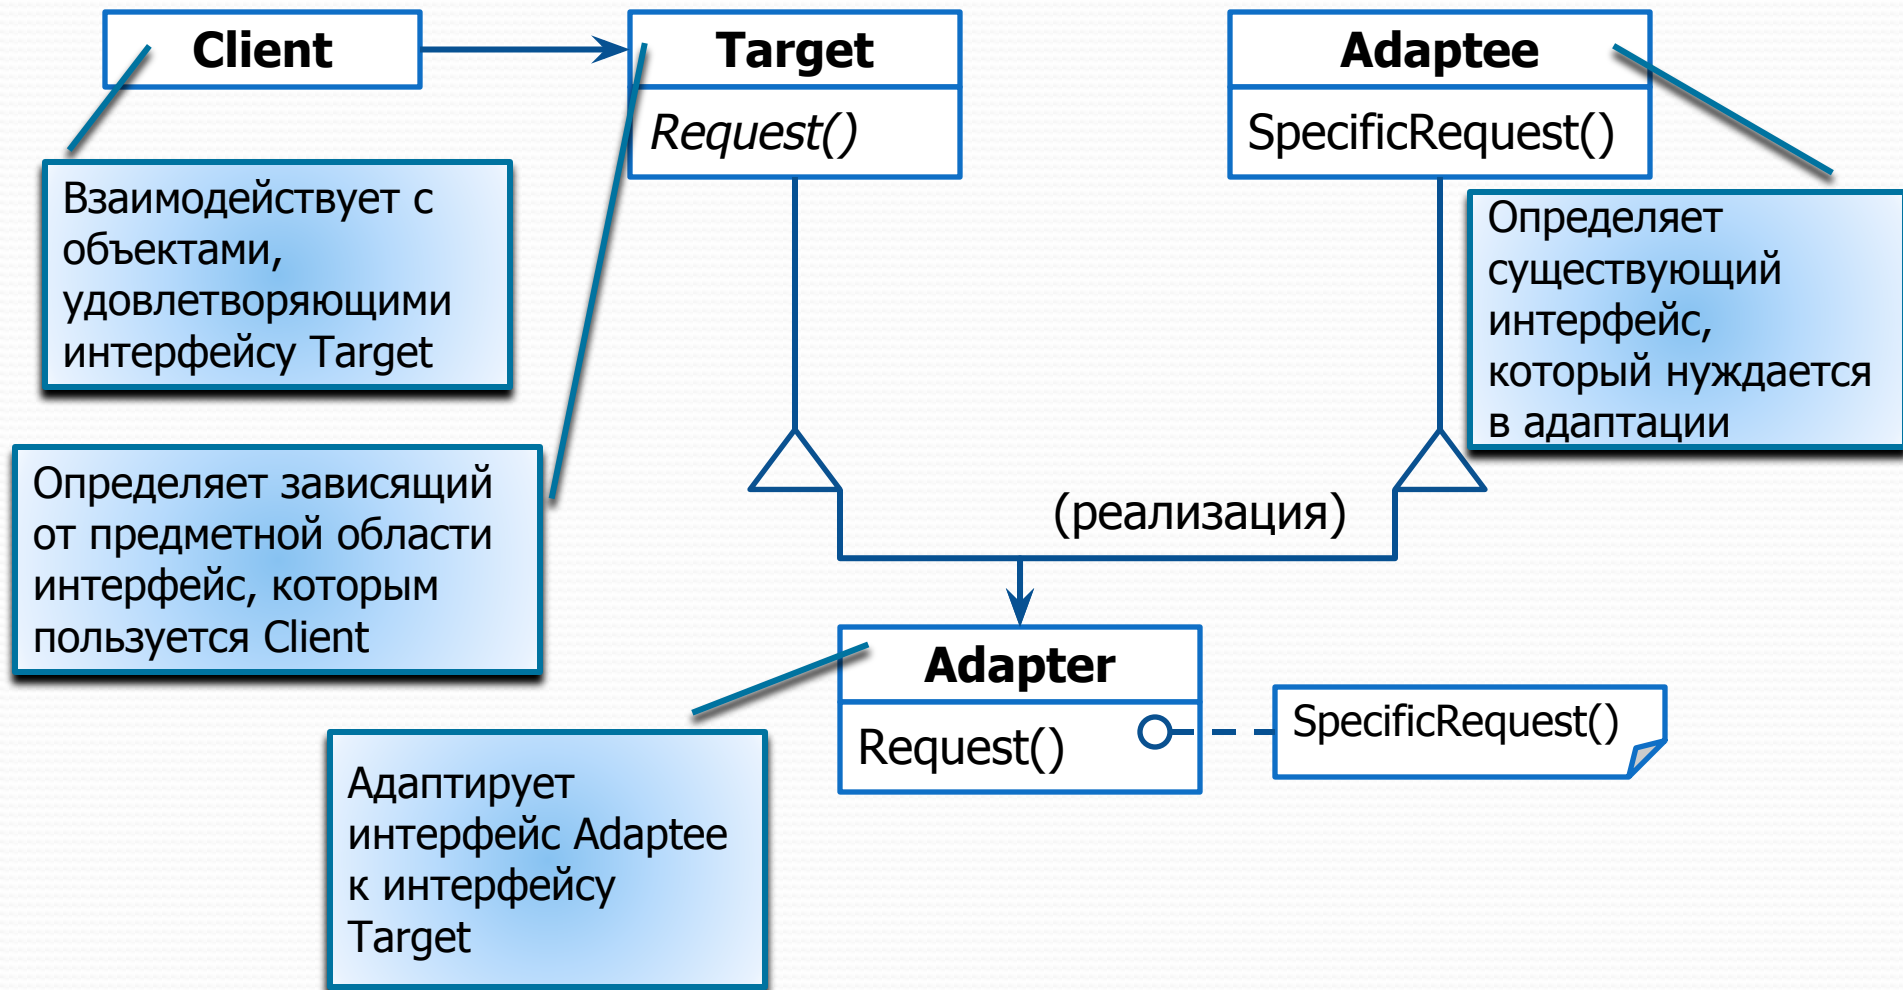 Client
Target
Request()
Adaptee
SpecificRequest()
Взаимодействует с
объектами,
удовлетворяющими
интерфейсу Target
Определяет
существующий
интерфейс,
который нуждается
в адаптации
Определяет зависящий
от предметной области
интерфейс, которым
пользуется Client
(реализация)
Adapter
Request()
SpecificRequest()
Адаптирует
интерфейс Adaptee
к интерфейсу
Target